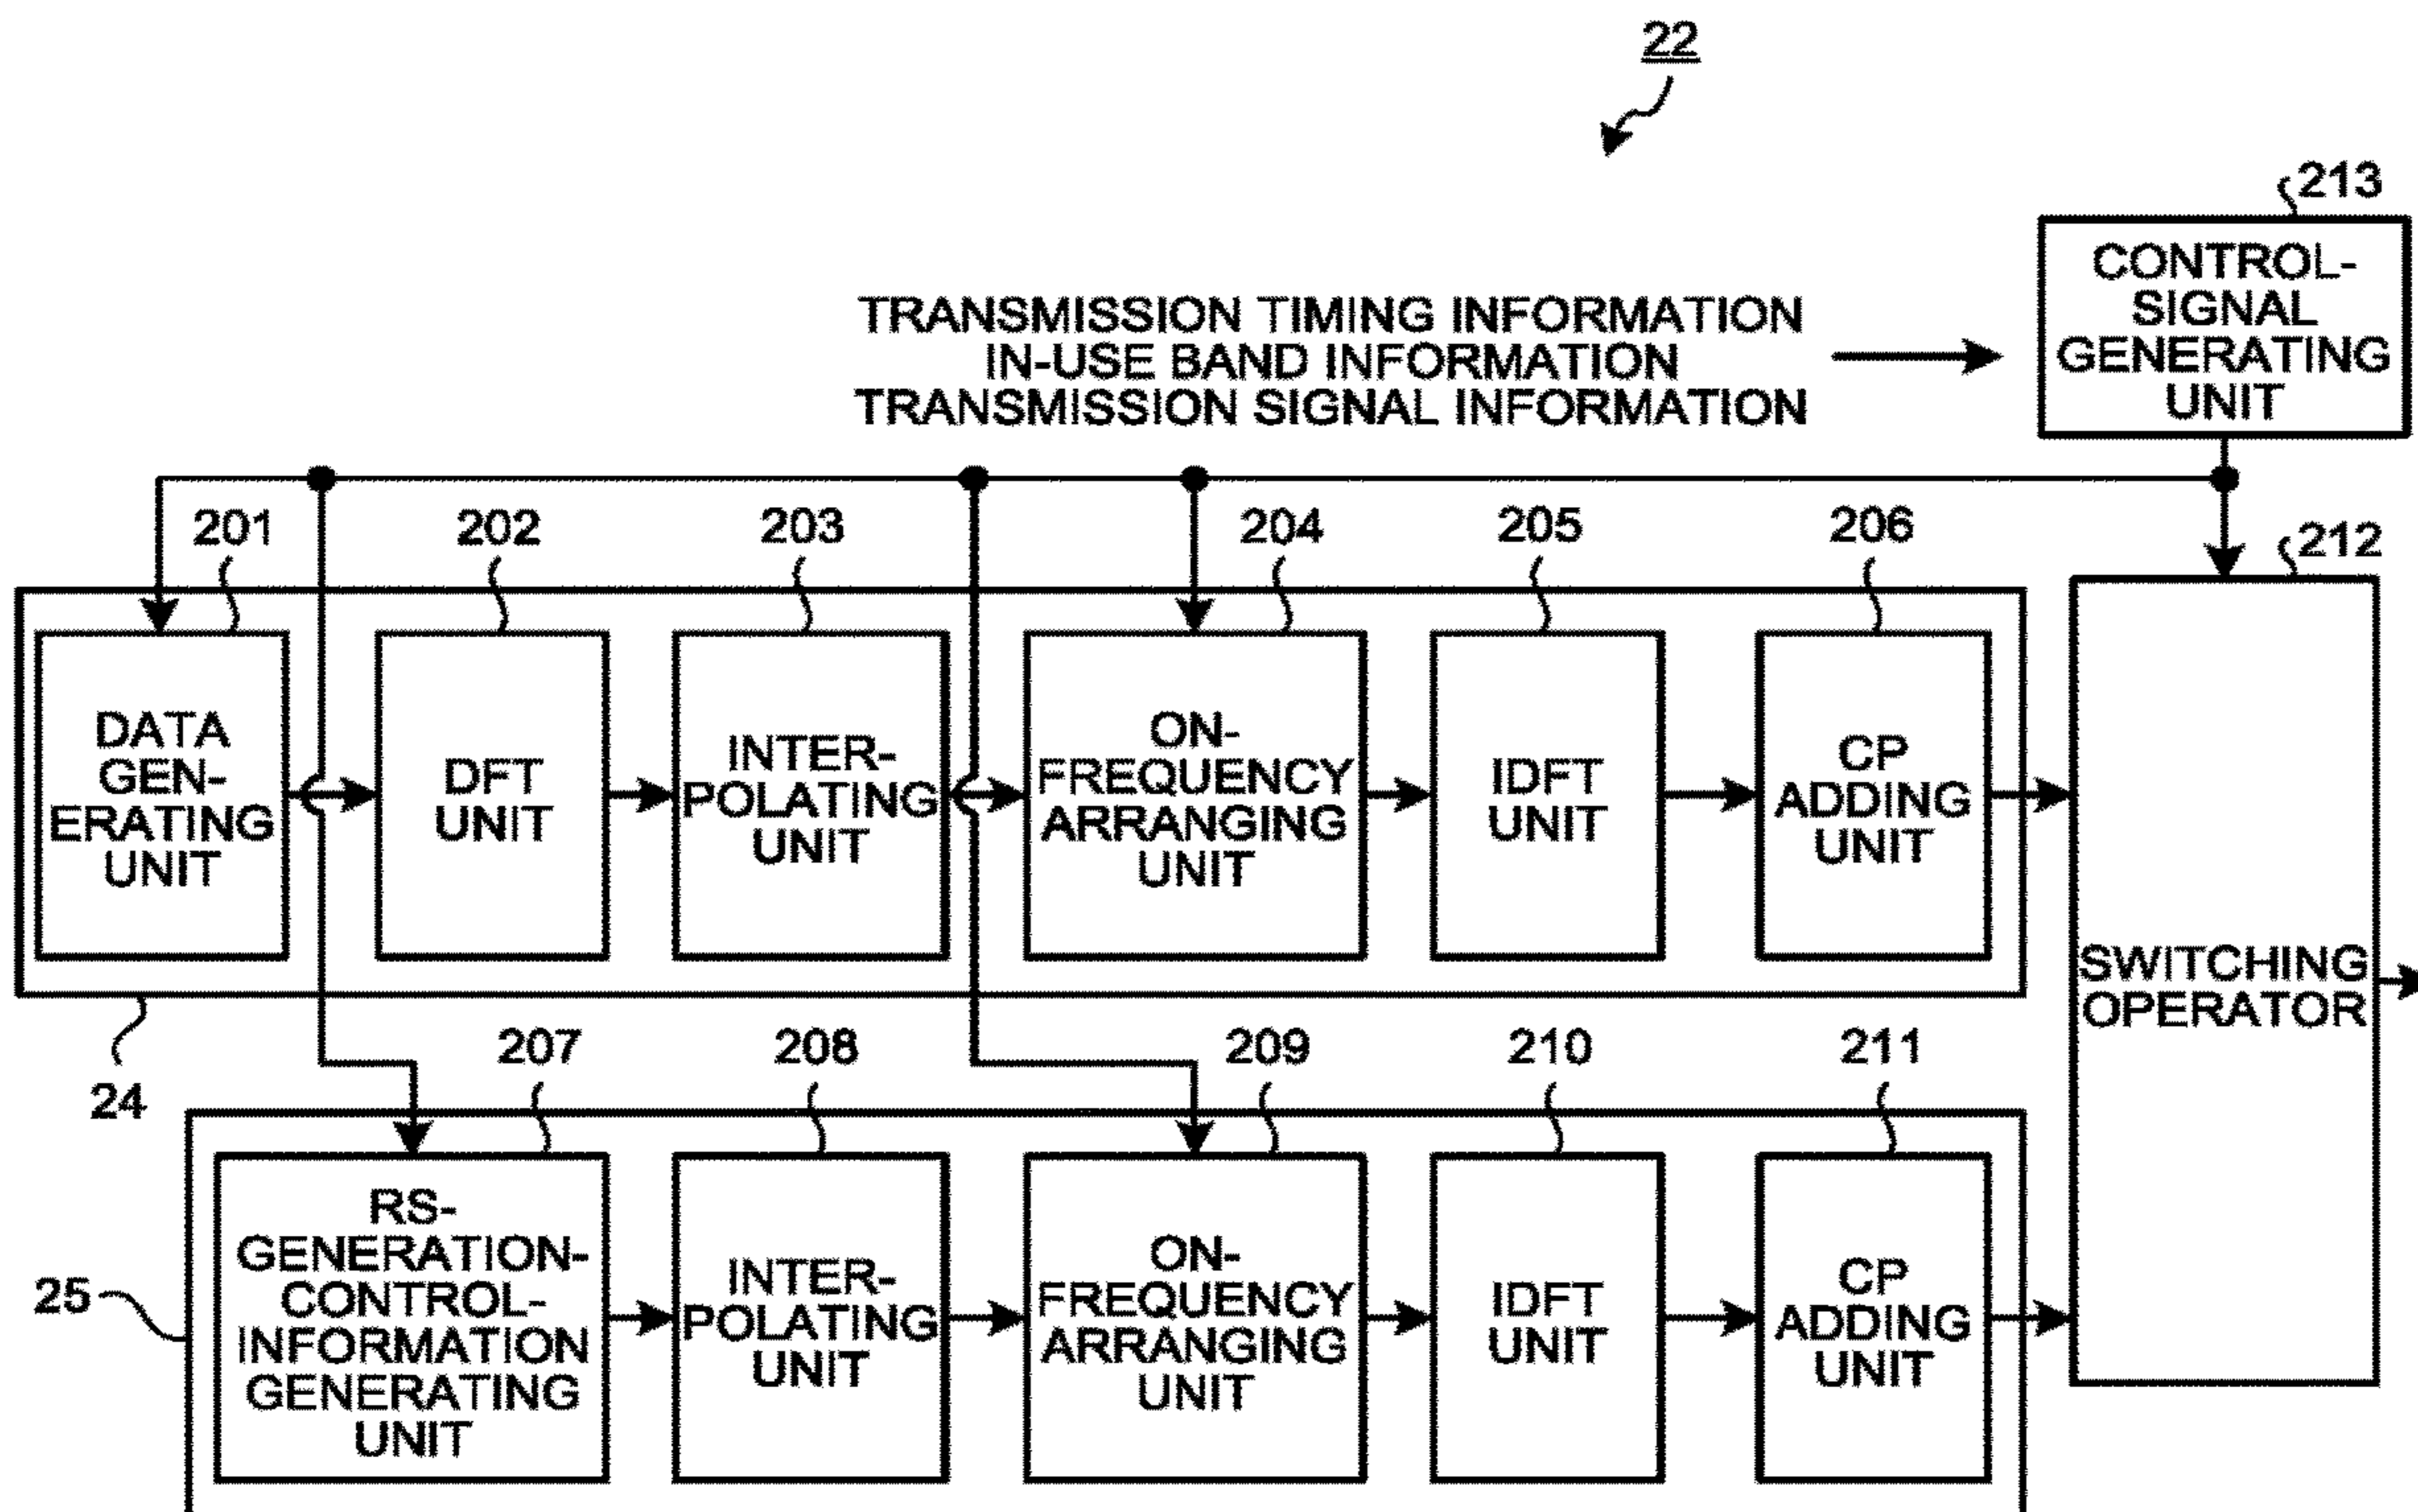 22
213
CONTROL-
SIGNAL
GENERATING
UNIT
TRANSMISSION TIMING INFORMATION
IN-USE BAND INFORMATION
TRANSMISSION SIGNAL INFORMATION
201
202
203
204
205
206
212
DATA
GEN-
ERATING
UNIT
DFT
UNIT
INTER-
POLATING
UNIT
ON-
FREQUENCY
ARRANGING
UNIT
IDFT
UNIT
CP
ADDING
UNIT
SWITCHING
OPERATOR
24
207
208
209
210
211
25
RS-
GENERATION-
CONTROL-
INFORMATION
GENERATING
UNIT
INTER-
POLATING
UNIT
ON-
FREQUENCY
ARRANGING
UNIT
IDFT
UNIT
CP
ADDING
UNIT